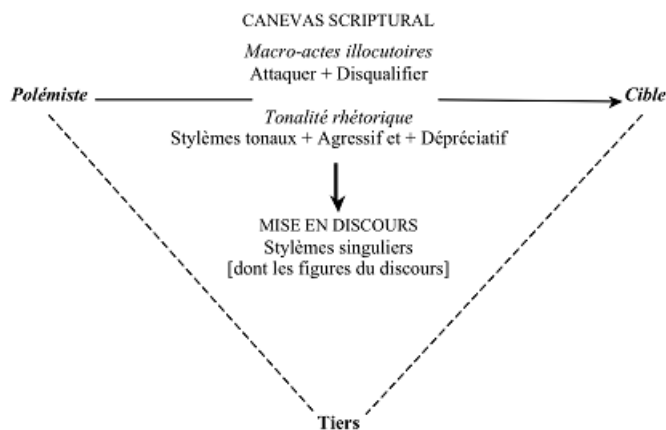 CANEVAS SCRIPTURAL
Macro-actes illocutoires
Attaquer + Disqualifier
Polémiste
Cible
Tonalité rhétorique
Stylèmes tonaux + Agressif et + Dépréciatif
MISE EN DISCOURS
Stylèmes singuliers
[dont les figures du discours]
Tiers